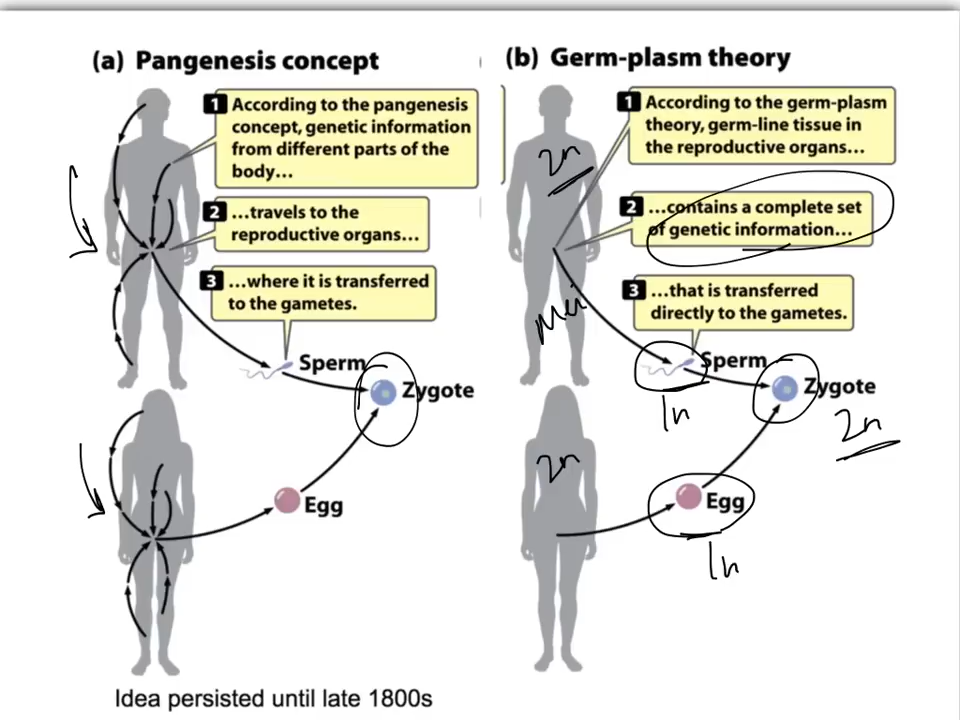 (a) Pangenesis concept
1 According to the pangenesis
concept, genetic information
from different parts of the
body...
2 ...travels to the
reproductive organs...
3 ...where it is transferred
to the gametes.
Sperm
Zygote
Egg
Idea persisted until late 1800s
(b) Germ-plasm theory
1 According to the germ-plasm
theory, germ-line tissue in
the reproductive organs...
2n
2 ...contains a complete set
of genetic information...
3 ...that is transferred
directly to the gametes.
Mei
Sperm
1n
Zygote
2n
2n
Egg
1n